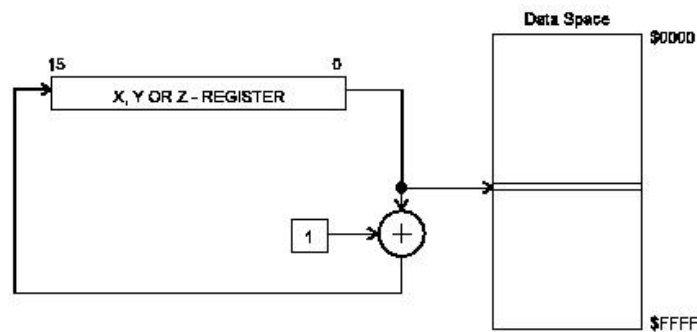 Data Space
$0000
15 0
X, Y OR Z - REGISTER
1
+
$FFFF